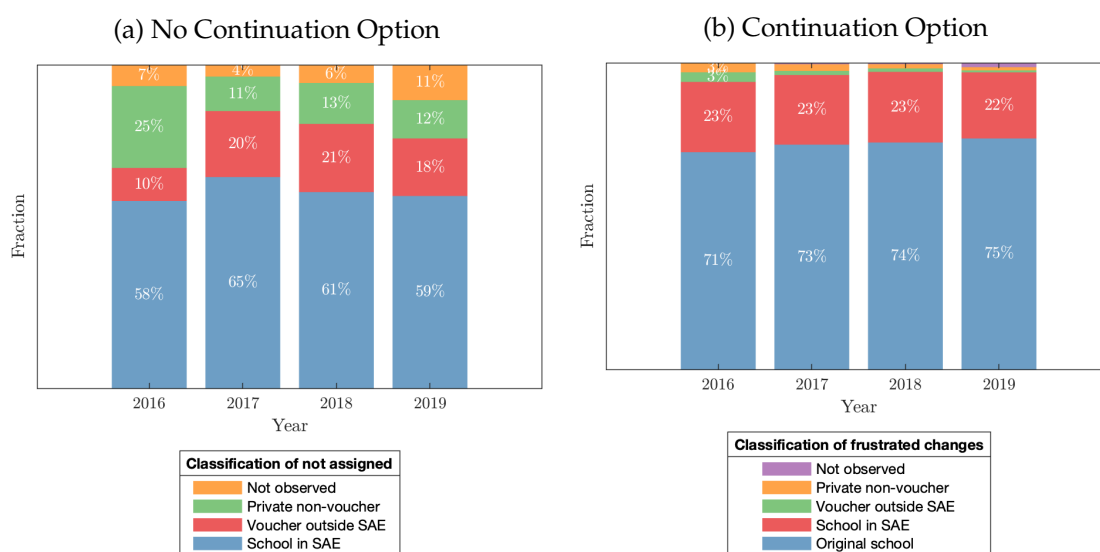 (a) No Continuation Option
Fraction
7%
25%
10%
58%
4%
11%
20%
65%
6%
13%
21%
61%
11%
12%
18%
59%
2016 2017 2018 2019
Year
Classification of not assigned
Not observed
Private non-voucher
Voucher outside SAE
School in SAE
(b) Continuation Option
Fraction
3%
23%
71%
23%
73%
23%
74%
22%
75%
2016 2017 2018 2019
Year
Classification of frustrated changes
Not observed
Private non-voucher
Voucher outside SAE
School in SAE
Original school